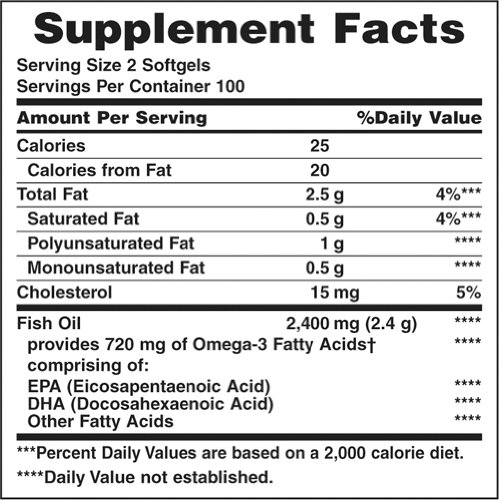 Supplement Facts
Serving Size 2 Softgels
Servings Per Container 100
Amount Per Serving %Daily Value
Calories 25
Calories from Fat 20
Total Fat 2.5 g 4%***
Saturated Fat 0.5 g 4%***
Polyunsaturated Fat 1 g ****
Monounsaturated Fat 0.5 g ****
Cholesterol 15 mg 5%
Fish Oil 2,400 mg (2.4 g) ****
provides 720 mg of Omega-3 Fatty Acids† ****
comprising of:
EPA (Eicosapentaenoic Acid) ****
DHA (Docosahexaenoic Acid) ****
Other Fatty Acids ****
***Percent Daily Values are based on a 2,000 calorie diet.
****Daily Value not established.